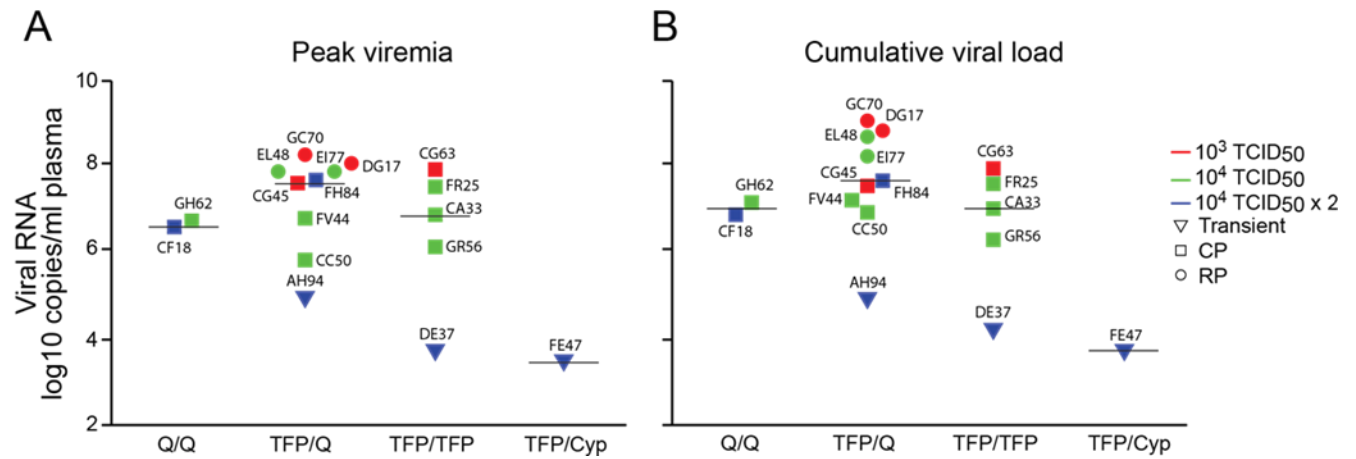 A
Peak viremia
Viral RNA
log10 copies/ml plasma
10
8
6
4
2
GH62
CF18
GC70
EL48
EI77
DG17
CG45
FH84
FV44
CC50
AH94
CG63
FR25
CA33
GR56
DE37
FE47
Q/Q
TFP/Q
TFP/TFP
TFP/Cyp
B
Cumulative viral load
GH62
CF18
GC70
DG17
EL48
EI77
CG45
FH84
FV44
CC50
AH94
CG63
FR25
CA33
GR56
DE37
FE47
Q/Q
TFP/Q
TFP/TFP
TFP/Cyp
10³ TCID₅₀
10⁴ TCID₅₀
10⁴ TCID₅₀ x 2
Transient
CP
RP